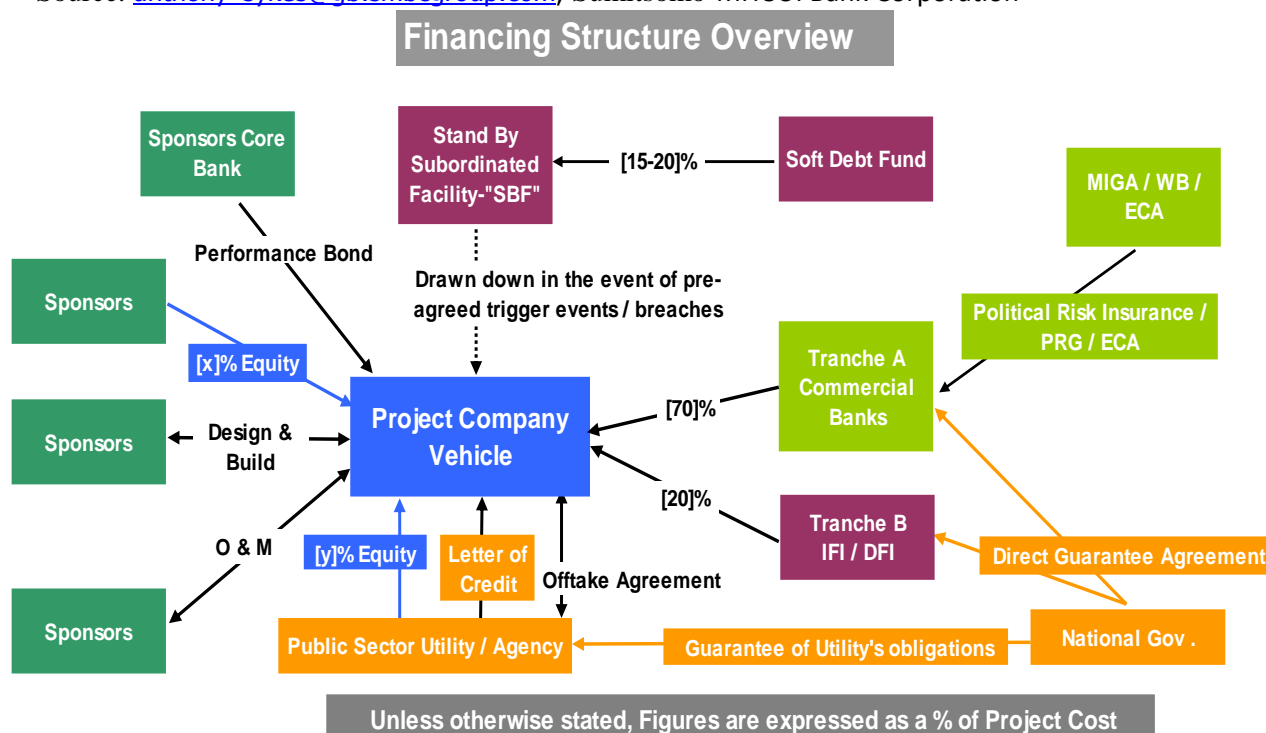 Financing Structure Overview
Sponsors Core
Bank
Stand By
Subordinated
Facility-"SBF"
[15-20]%
Soft Debt Fund
MIGA / WB /
ECA
Performance Bond
Drawn down in the event of pre-
agreed trigger events / breaches
Sponsors
Political Risk Insurance /
PRG / ECA
[x]% Equity
Tranche A
Commercial
Banks
[70]%
Project Company
Vehicle
Sponsors
Design &
Build
[20]%
Tranche B
IFI / DFI
O & M
[y]% Equity
Letter of
Credit
Offtake Agreement
Direct Guarantee Agreement
Sponsors
Public Sector Utility / Agency
Guarantee of Utility's obligations
National Gov .
Unless otherwise stated, Figures are expressed as a % of Project Cost